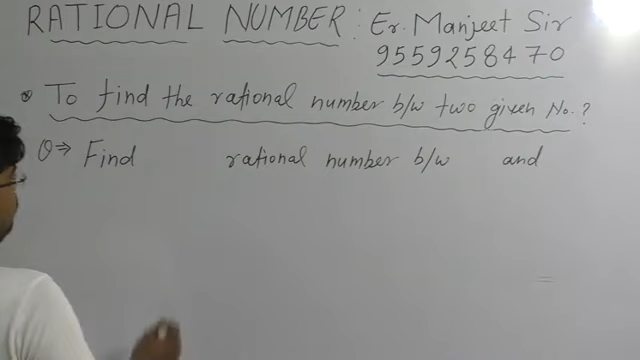 RATIONAL NUMBER : Er. Manjeet Sir
9559258470
To find the rational number b/w two given No. ?
Q⇒ Find rational number b/w and